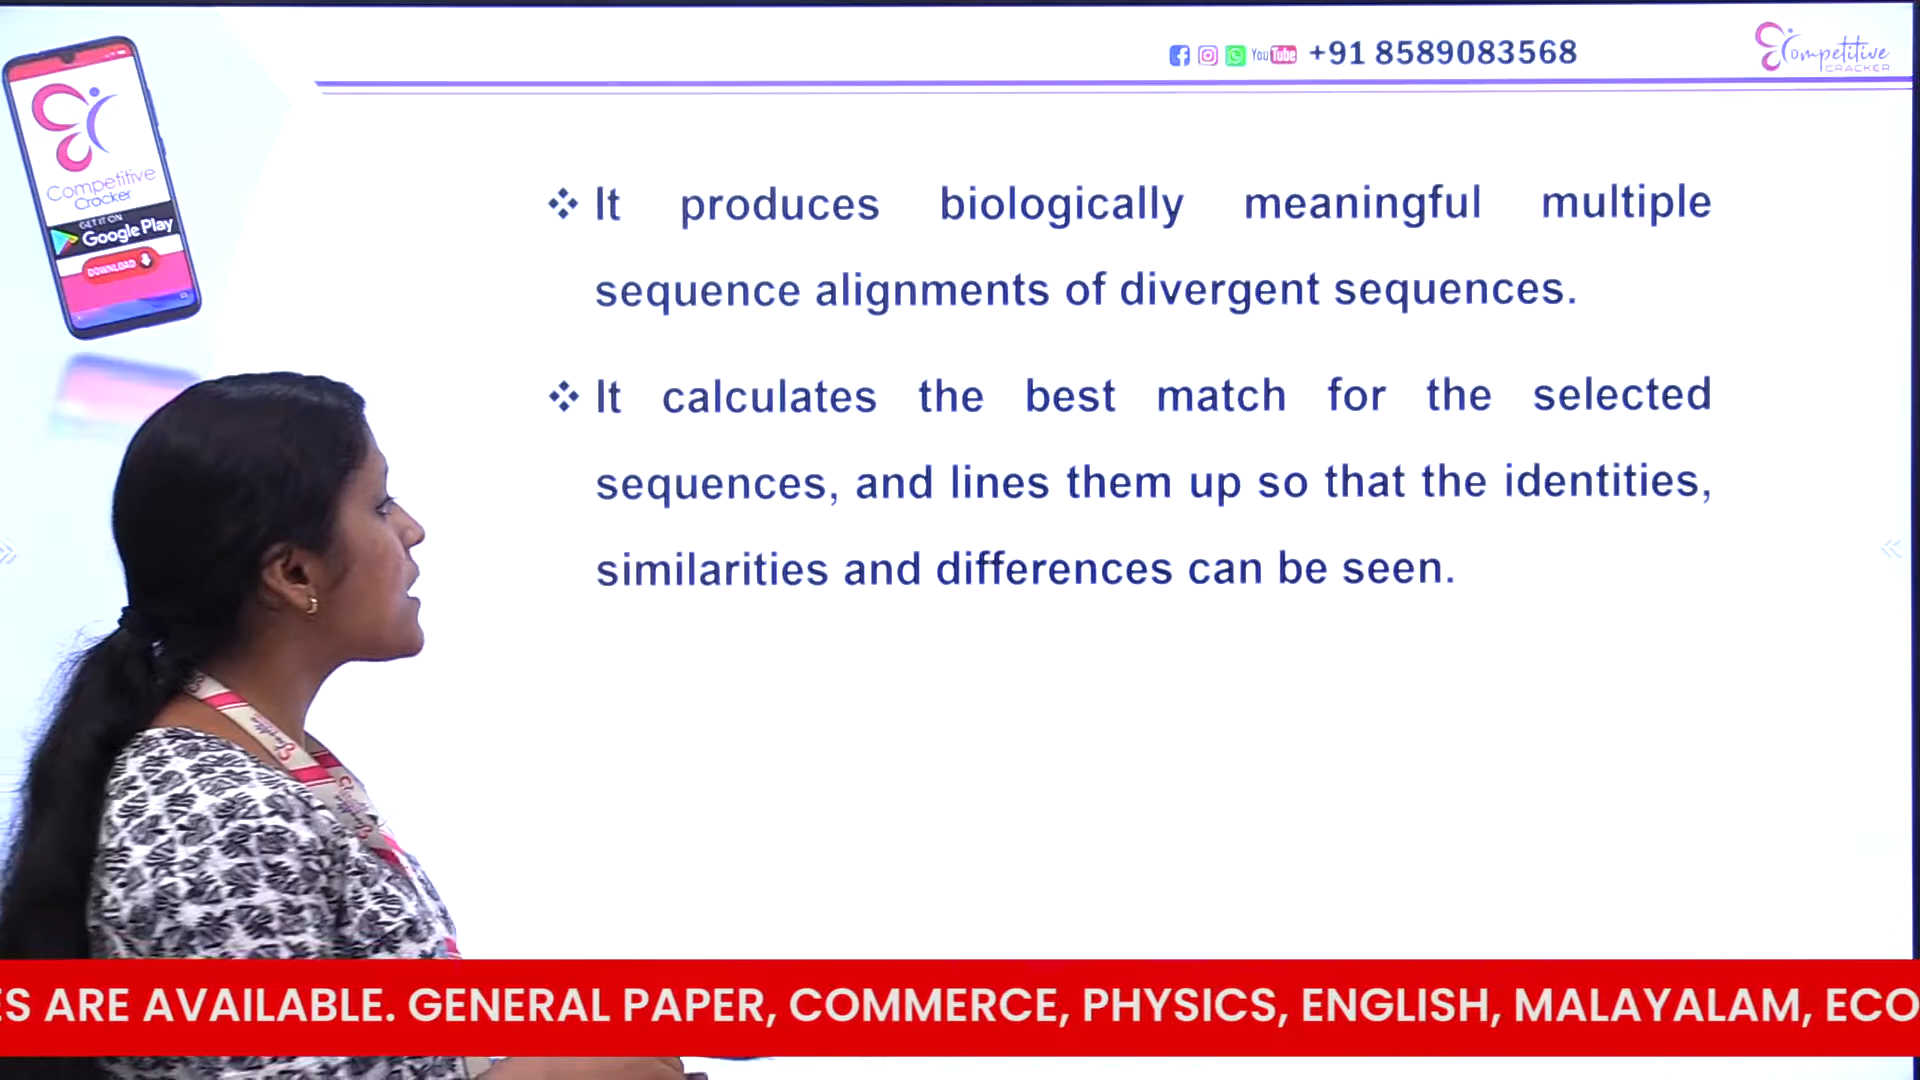 YouTube +91 8589083568
Competitive
CRACKER
Competitive
Cracker
GET IT ON
Google Play
DOWNLOAD
It produces biologically meaningful multiple
sequence alignments of divergent sequences.
It calculates the best match for the selected
sequences, and lines them up so that the identities,
similarities and differences can be seen.
ES ARE AVAILABLE. GENERAL PAPER, COMMERCE, PHYSICS, ENGLISH, MALAYALAM, ECO